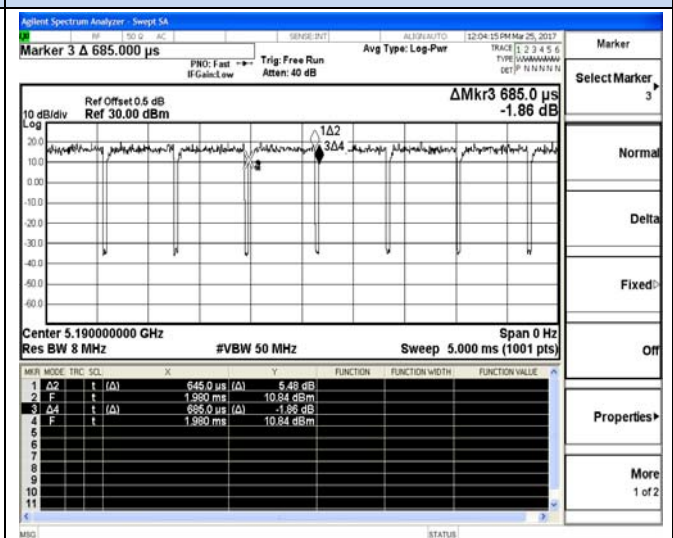 Agilent Spectrum Analyzer - Swept SA
RF 50 Ω AC SENSE:INT ALIGN AUTO 12:04:15 PM Mar 25, 2017
Marker 3 Δ 685.000 µs
PNO: Fast
IFGain:Low
Trig: Free Run
Atten: 40 dB
Avg Type: Log-Pwr
TRACE 1 2 3 4 5 6
TYPE
DET P N N N N N
ΔMkr3 685.0 µs
-1.86 dB
Ref Offset 0.5 dB
10 dB/div Ref 30.00 dBm
Log
20.0
10.0
0.00
-10.0
-20.0
-30.0
-40.0
-50.0
-60.0
1Δ2
3Δ4
Center 5.190000000 GHz Span 0 Hz
Res BW 8 MHz #VBW 50 MHz Sweep 5.000 ms (1001 pts)
MKR MODE TRC SCL X Y FUNCTION FUNCTION WIDTH FUNCTION VALUE
1 Δ2 t (Δ) 645.0 µs (Δ) 5.48 dB
2 F t 1.980 ms 10.84 dBm
3 Δ4 t (Δ) 685.0 µs (Δ) -1.86 dB
4 F t 1.980 ms 10.84 dBm
5
6
7
8
9
10
11
MSG STATUS
Marker
Select Marker
3
Normal
Delta
Fixed
Off
Properties
More
1 of 2